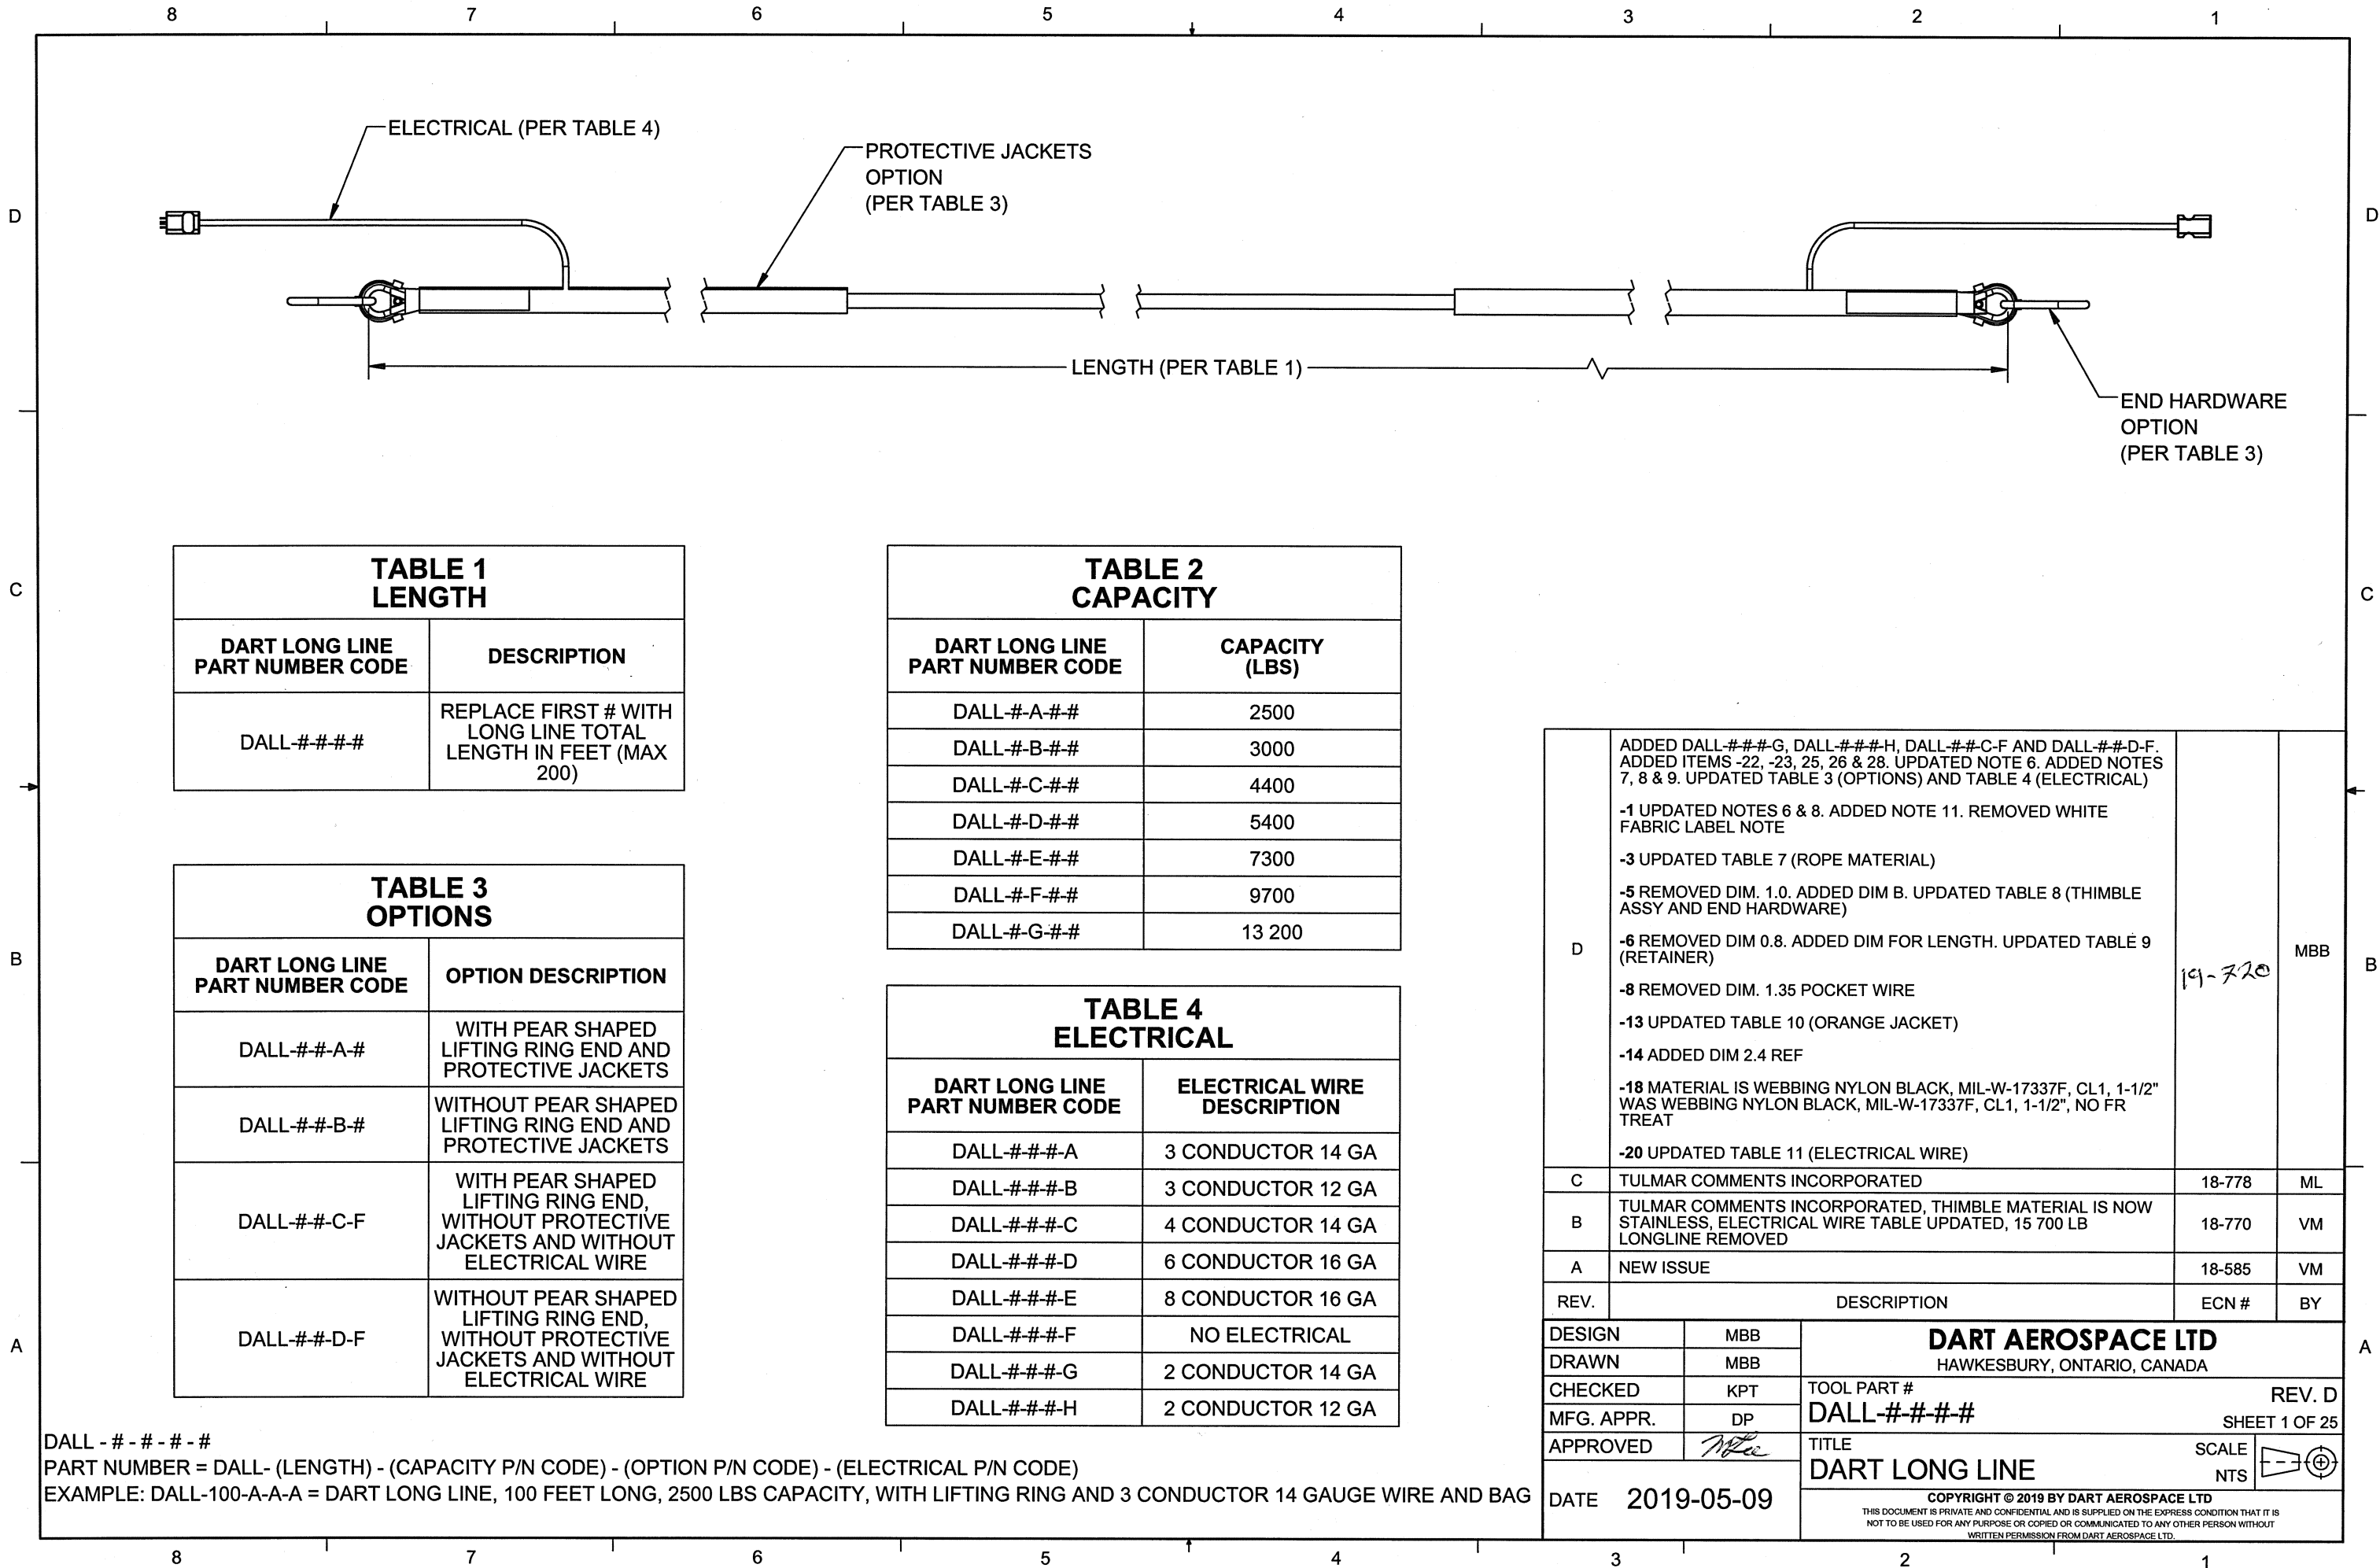 8 7 6 5 4 3 2 1
ELECTRICAL (PER TABLE 4)
PROTECTIVE JACKETS
OPTION
(PER TABLE 3)
D D
LENGTH (PER TABLE 1)
END HARDWARE
OPTION
(PER TABLE 3)
C C
TABLE 1
LENGTH
DART LONG LINE
PART NUMBER CODE
DESCRIPTION
DALL-#-#-#-#
REPLACE FIRST # WITH
LONG LINE TOTAL
LENGTH IN FEET (MAX
200)
TABLE 2
CAPACITY
DART LONG LINE
PART NUMBER CODE
CAPACITY
(LBS)
DALL-#-A-#-# 2500
DALL-#-B-#-# 3000
DALL-#-C-#-# 4400
DALL-#-D-#-# 5400
DALL-#-E-#-# 7300
DALL-#-F-#-# 9700
DALL-#-G-#-# 13 200
TABLE 3
OPTIONS
DART LONG LINE
PART NUMBER CODE
OPTION DESCRIPTION
DALL-#-#-A-#
WITH PEAR SHAPED
LIFTING RING END AND
PROTECTIVE JACKETS
DALL-#-#-B-#
WITHOUT PEAR SHAPED
LIFTING RING END AND
PROTECTIVE JACKETS
DALL-#-#-C-F
WITH PEAR SHAPED
LIFTING RING END,
WITHOUT PROTECTIVE
JACKETS AND WITHOUT
ELECTRICAL WIRE
DALL-#-#-D-F
WITHOUT PEAR SHAPED
LIFTING RING END,
WITHOUT PROTECTIVE
JACKETS AND WITHOUT
ELECTRICAL WIRE
TABLE 4
ELECTRICAL
DART LONG LINE
PART NUMBER CODE
ELECTRICAL WIRE
DESCRIPTION
DALL-#-#-#-A 3 CONDUCTOR 14 GA
DALL-#-#-#-B 3 CONDUCTOR 12 GA
DALL-#-#-#-C 4 CONDUCTOR 14 GA
DALL-#-#-#-D 6 CONDUCTOR 16 GA
DALL-#-#-#-E 8 CONDUCTOR 16 GA
DALL-#-#-#-F NO ELECTRICAL
DALL-#-#-#-G 2 CONDUCTOR 14 GA
DALL-#-#-#-H 2 CONDUCTOR 12 GA
B B
A A
D
ADDED DALL-#-#-#-G, DALL-#-#-#-H, DALL-#-#-C-F AND DALL-#-#-D-F.
ADDED ITEMS -22, -23, 25, 26 & 28. UPDATED NOTE 6. ADDED NOTES
7, 8 & 9. UPDATED TABLE 3 (OPTIONS) AND TABLE 4 (ELECTRICAL)
-1 UPDATED NOTES 6 & 8. ADDED NOTE 11. REMOVED WHITE
FABRIC LABEL NOTE
-3 UPDATED TABLE 7 (ROPE MATERIAL)
-5 REMOVED DIM. 1.0. ADDED DIM B. UPDATED TABLE 8 (THIMBLE
ASSY AND END HARDWARE)
-6 REMOVED DIM 0.8. ADDED DIM FOR LENGTH. UPDATED TABLE 9
(RETAINER)
-8 REMOVED DIM. 1.35 POCKET WIRE
-13 UPDATED TABLE 10 (ORANGE JACKET)
-14 ADDED DIM 2.4 REF
-18 MATERIAL IS WEBBING NYLON BLACK, MIL-W-17337F, CL1, 1-1/2"
WAS WEBBING NYLON BLACK, MIL-W-17337F, CL1, 1-1/2", NO FR
TREAT
-20 UPDATED TABLE 11 (ELECTRICAL WIRE)
19-720
MBB
C TULMAR COMMENTS INCORPORATED 18-778 ML
B
TULMAR COMMENTS INCORPORATED, THIMBLE MATERIAL IS NOW
STAINLESS, ELECTRICAL WIRE TABLE UPDATED, 15 700 LB
LONGLINE REMOVED
18-770 VM
A NEW ISSUE 18-585 VM
REV. DESCRIPTION ECN # BY
DESIGN MBB
DRAWN MBB
CHECKED KPT
MFG. APPR. DP
APPROVED
DATE 2019-05-09
DART AEROSPACE LTD
HAWKESBURY, ONTARIO, CANADA
TOOL PART # REV. D
DALL-#-#-#-# SHEET 1 OF 25
TITLE SCALE
DART LONG LINE NTS
COPYRIGHT © 2019 BY DART AEROSPACE LTD
THIS DOCUMENT IS PRIVATE AND CONFIDENTIAL AND IS SUPPLIED ON THE EXPRESS CONDITION THAT IT IS
NOT TO BE USED FOR ANY PURPOSE OR COPIED OR COMMUNICATED TO ANY OTHER PERSON WITHOUT
WRITTEN PERMISSION FROM DART AEROSPACE LTD.
DALL - # - # - # - #
PART NUMBER = DALL- (LENGTH) - (CAPACITY P/N CODE) - (OPTION P/N CODE) - (ELECTRICAL P/N CODE)
EXAMPLE: DALL-100-A-A-A = DART LONG LINE, 100 FEET LONG, 2500 LBS CAPACITY, WITH LIFTING RING AND 3 CONDUCTOR 14 GAUGE WIRE AND BAG
8 7 6 5 4 3 2 1